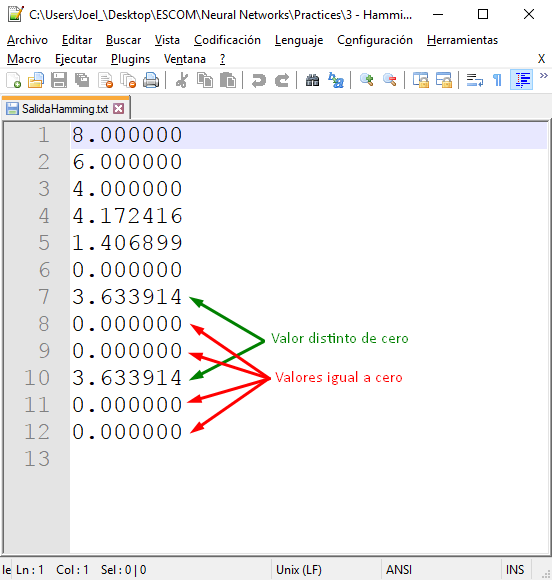 C:\Users\Joel_\Desktop\ESCOM\Neural Networks\Practices\3 - Hammi...
Archivo Editar Buscar Vista Codificación Lenguaje Configuración Herramientas
Macro Ejecutar Plugins Ventana ? X
SalidaHamming.txt
1 8.000000
2 6.000000
3 4.000000
4 4.172416
5 1.406899
6 0.000000
7 3.633914
8 0.000000
Valor distinto de cero
9 0.000000
10 3.633914
Valores igual a cero
11 0.000000
12 0.000000
13
le Ln : 1 Col : 1 Sel : 0 | 0 Unix (LF) ANSI INS